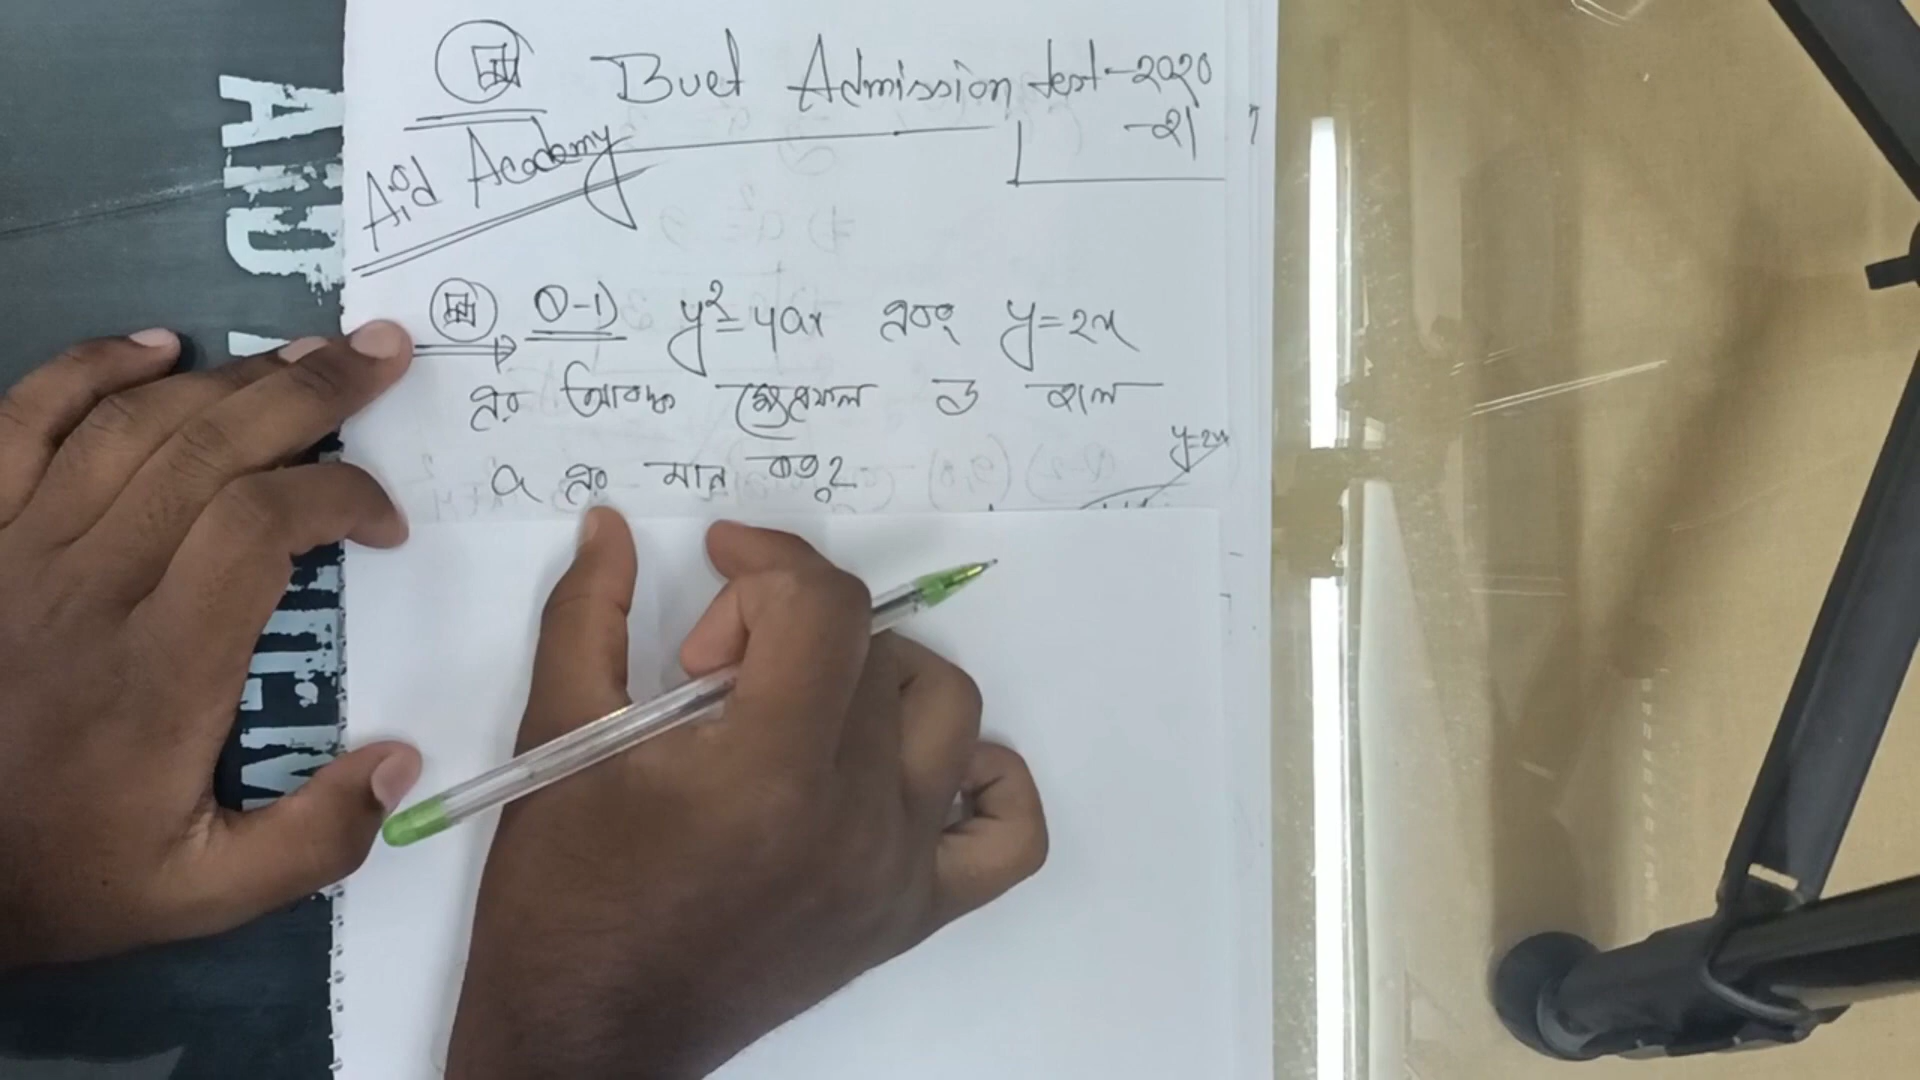 Buet Admission test-2020
-21
Aid Academy
Q-1) y²=4ax এবং y=2x
এর আবদ্ধ ক্ষেত্রফল ৩ হলে
a এর মান কত?
y=2x